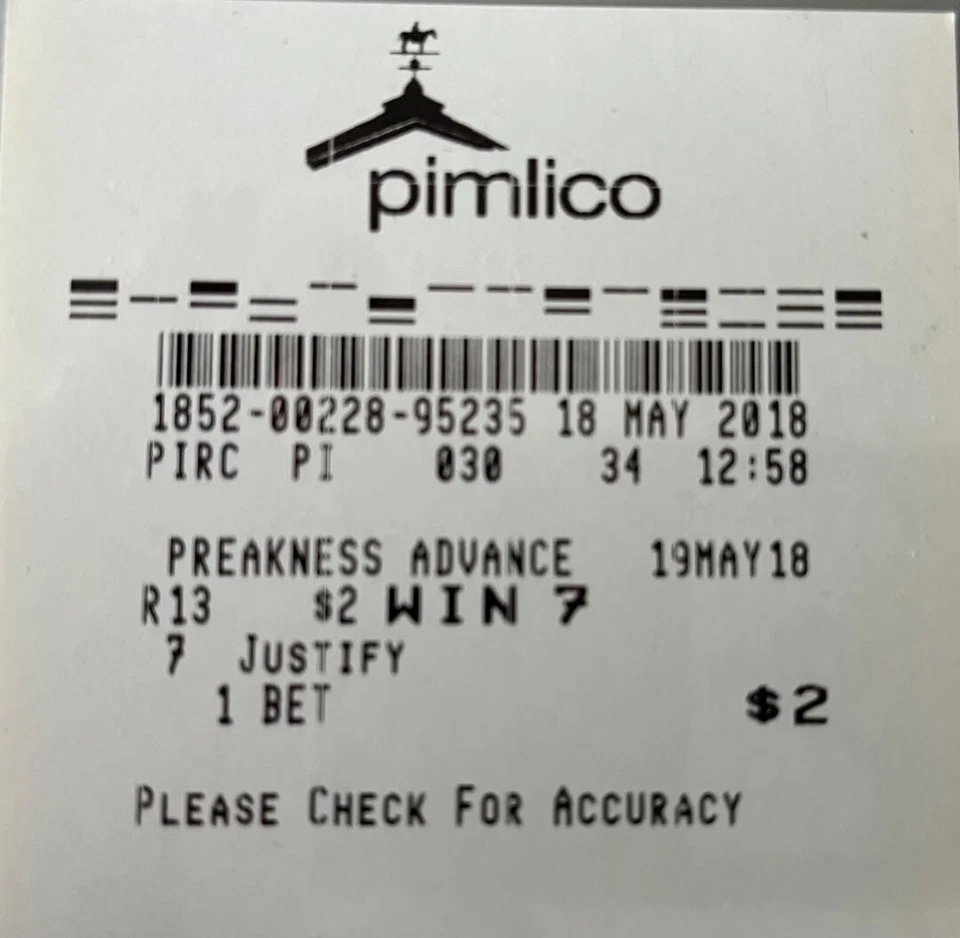 pimlico
1852-00228-95235 18 MAY 2018
PIRC PI 030 34 12:58
PREAKNESS ADVANCE 19MAY18
R13 $2 WIN 7
7 JUSTIFY
1 BET $2
PLEASE CHECK FOR ACCURACY